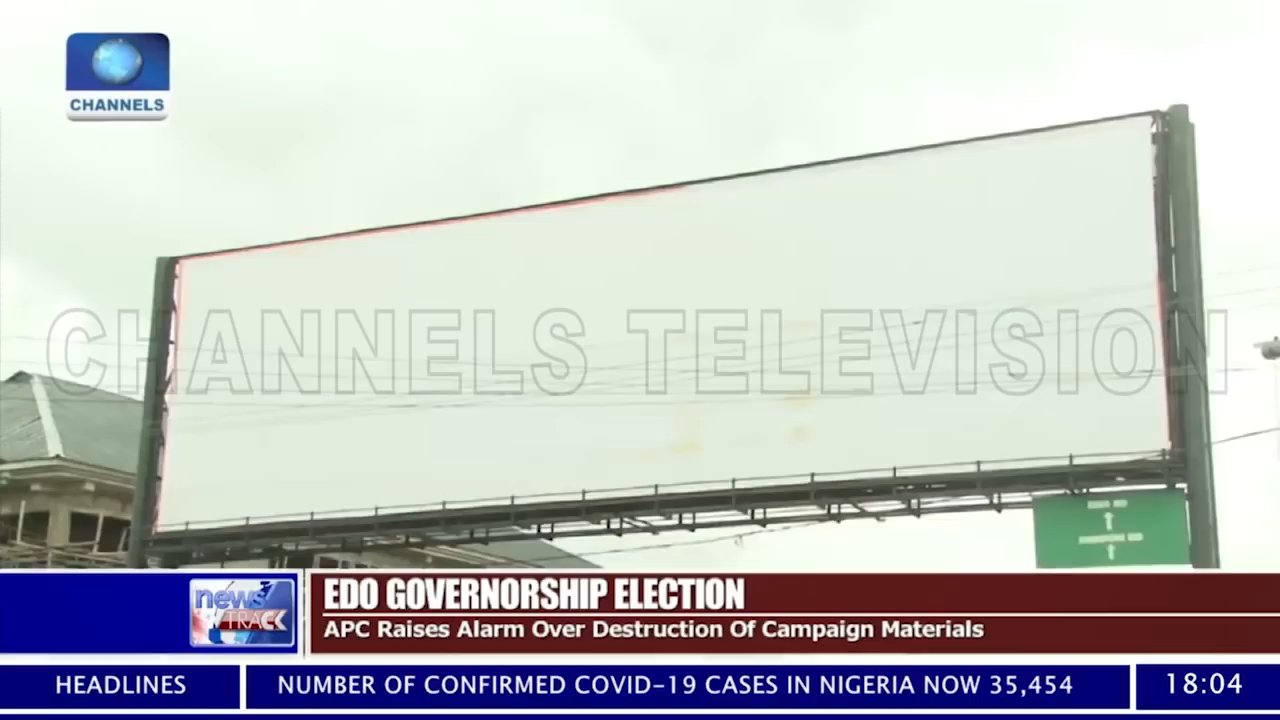 CHANNELS
CHANNELS TELEVISION
news
TRACK
EDO GOVERNORSHIP ELECTION
APC Raises Alarm Over Destruction Of Campaign Materials
HEADLINES
NUMBER OF CONFIRMED COVID-19 CASES IN NIGERIA NOW 35,454
18:04